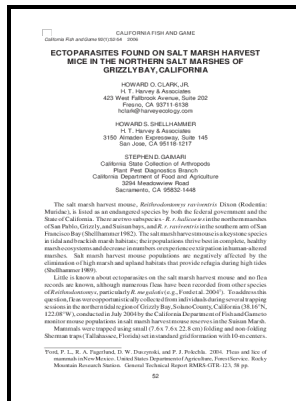 CALIFORNIA FISH AND GAME
California Fish and Game 92(1):52-54 2006
ECTOPARASITES FOUND ON SALT MARSH HARVEST
MICE IN THE NORTHERN SALT MARSHES OF
GRIZZLY BAY, CALIFORNIA
HOWARD O. CLARK, JR.
H. T. Harvey & Associates
423 West Fallbrook Avenue, Suite 202
Fresno, CA 93711-6138
hclark@harveyecology.com
HOWARD S. SHELLHAMMER
H. T. Harvey & Associates
3150 Almaden Expressway, Suite 145
San Jose, CA 95118-1217
STEPHEN D. GAIMARI
California State Collection of Arthropods
Plant Pest Diagnostics Branch
California Department of Food and Agriculture
3294 Meadowview Road
Sacramento, CA 95832-1448
The salt marsh harvest mouse, Reithrodontomys raviventris Dixon (Rodentia:
Muridae), is listed as an endangered species by both the federal government and the
State of California. There are two subspecies - R. r. halicoetes in the northern marshes
of San Pablo, Grizzly, and Suisun bays, and R. r. raviventris in the southern arm of San
Francisco Bay (Shellhammer 1982). The salt marsh harvest mouse is a keystone species
in tidal and brackish marsh habitats; their populations thrive best in complete, healthy
marsh ecosystems and decrease in numbers or experience extirpation in human-altered
marshes. Salt marsh harvest mouse populations are negatively affected by the
elimination of high marsh and upland habitats that provide refugia during high tides
(Shellhammer 1989).
Little is known about ectoparasites on the salt marsh harvest mouse and no flea
records are known, although numerous fleas have been recorded from other species
of Reithrodontomys, particularly R. megalotis (e.g., Ford et al. 2004¹). To address this
question, fleas were opportunistically collected from individuals during several trapping
sessions in the northern tidal region of Grizzly Bay, Solano County, California (38.16°N,
122.08°W), conducted in July 2004 by the California Department of Fish and Game to
monitor mouse populations in salt marsh harvest mouse reserves in the Suisun Marsh.
Mammals were trapped using small (7.6 x 7.6 x 22.8 cm) folding and non-folding
Sherman traps (Tallahassee, Florida) set in standard grid formation with 10-m centers.
¹Ford, P. L., R. A. Fagerlund, D. W. Duszynski, and P. J. Polechla. 2004. Fleas and lice of
mammals in New Mexico. United States Department of Agriculture, Forest Service. Rocky
Mountain Research Station. General Technical Report RMRS-GTR-123, 58 pp.
52